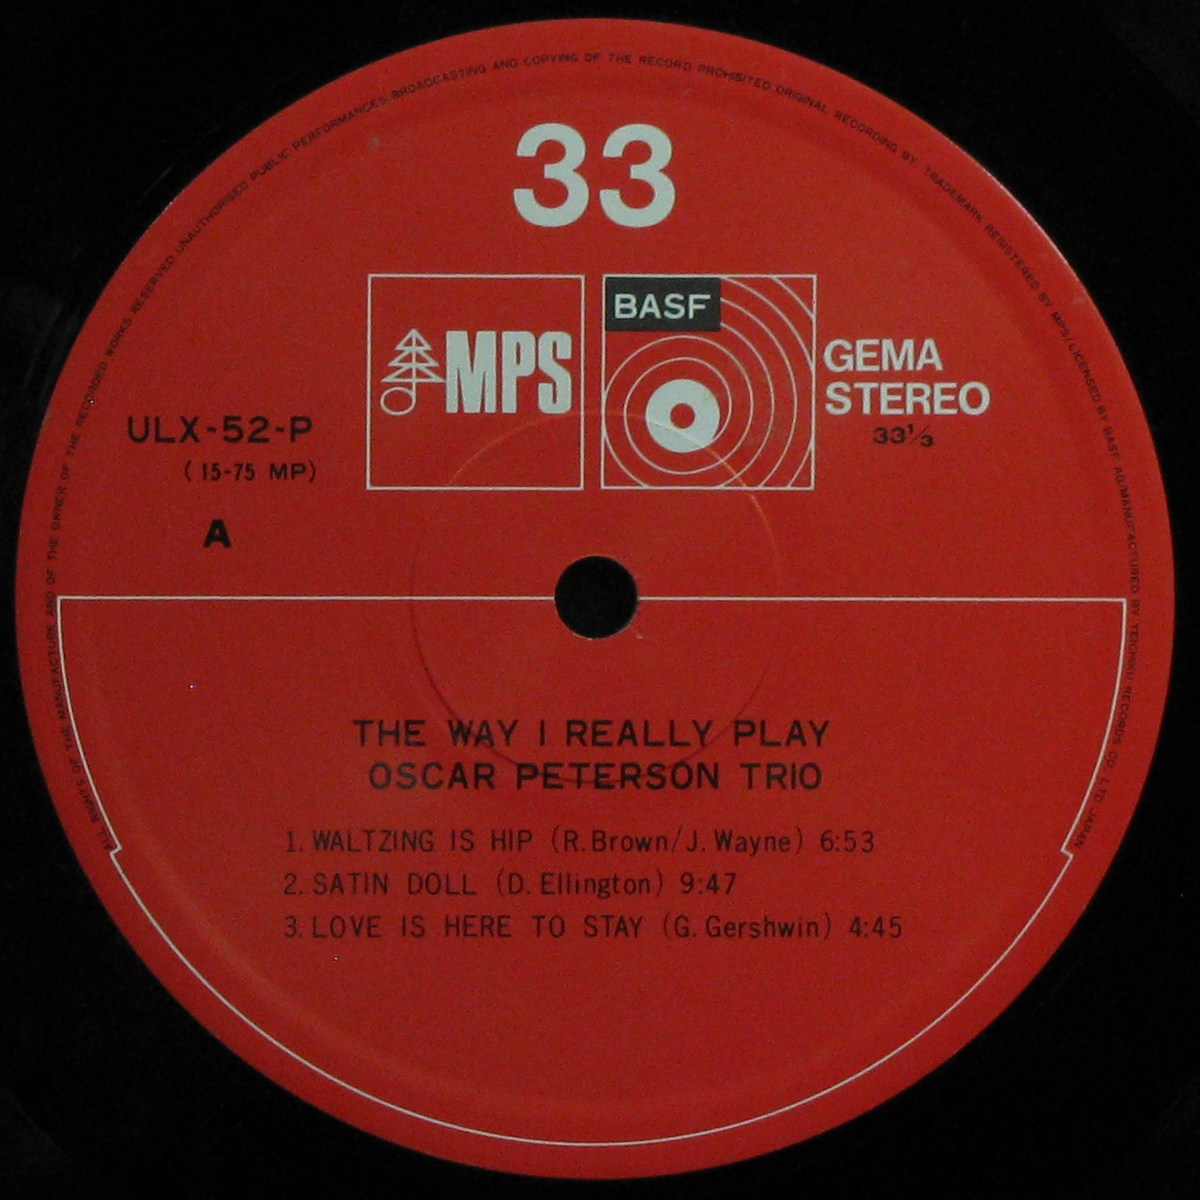 ALL RIGHTS OF THE MANUFACTURE AND OF THE OWNER OF THE RECORDED WORKS RESERVED UNAUTHORISED PUBLIC PERFORMANCES BROADCASTING AND COPYING OF THE RECORD PROHIBITED ORIGINAL RECORDING BY TRADEMARK REGISTERED BY MPS/LICENSED BY BASF AG/MANUFACTURED BY TEICHIKU RECORDS CO. LTD. JAPAN
33
MPS
BASF
GEMA
STEREO
33⅓
ULX-52-P
(15-75 MP)
A
THE WAY I REALLY PLAY
OSCAR PETERSON TRIO
1. WALTZING IS HIP (R. Brown/J. Wayne) 6:53
2. SATIN DOLL (D. Ellington) 9:47
3. LOVE IS HERE TO STAY (G. Gershwin) 4:45